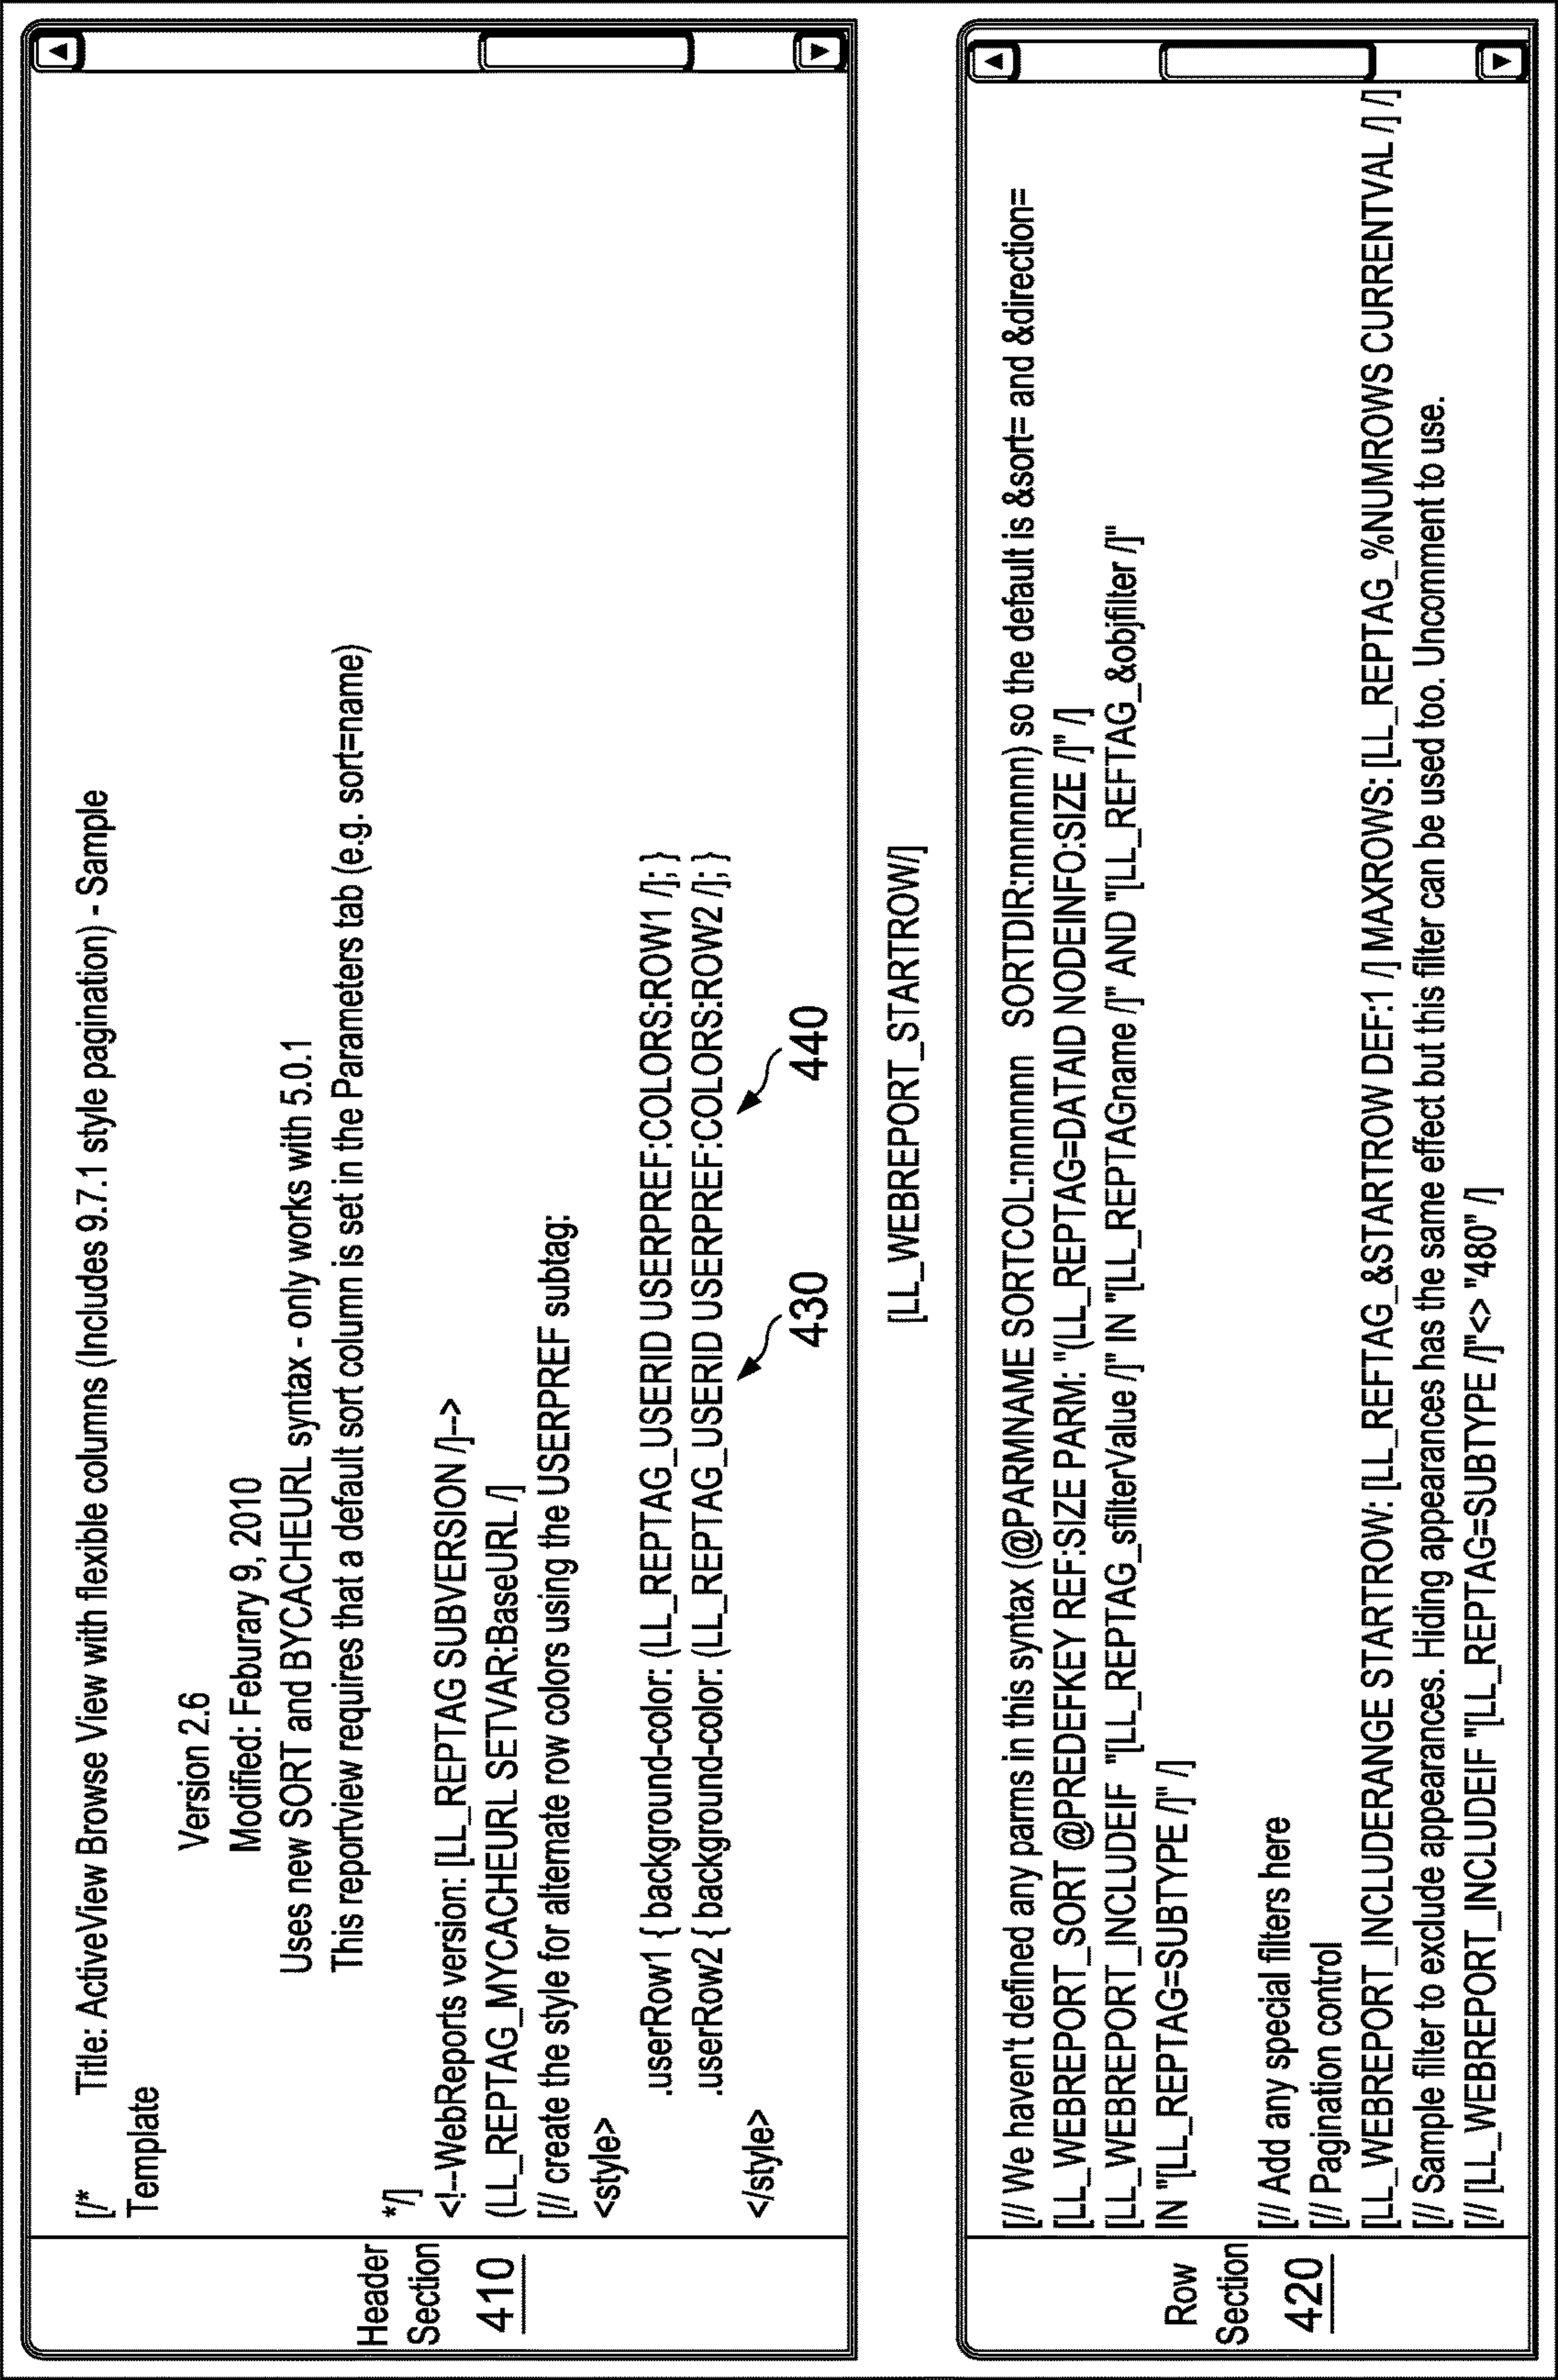 Header
Section
410
[/* Title: ActiveView Browse View with flexible columns (Includes 9.7.1 style pagination) - Sample
Template
Version 2.6
Modified: Feburary 9, 2010
Uses new SORT and BYCACHEURL syntax - only works with 5.0.1
This reportview requires that a default sort column is set in the Parameters tab (e.g. sort=name)
*/]
<!--WebReports version: [LL_REPTAG SUBVERSION /]-->
(LL_REPTAG_MYCACHEURL SETVAR:BaseURL /]
[// create the style for alternate row colors using the USERPREF subtag:
<style>
.userRow1 { background-color: (LL_REPTAG_USERID USERPREF:COLORS:ROW1 /]; }
.userRow2 { background-color: (LL_REPTAG_USERID USERPREF:COLORS:ROW2 /]; }
</style>
430
440
[LL_WEBREPORT_STARTROW/]
Row
Section
420
[// We haven't defined any parms in this syntax (@PARMNAME SORTCOL:nnnnnn SORTDIR:nnnnnn) so the default is &sort= and &direction=
[LL_WEBREPORT_SORT @PREDEFKEY REF:SIZE PARM: "(LL_REPTAG=DATAID NODEINFO:SIZE /]" /]
[LL_WEBREPORT_INCLUDEIF "[LL_REPTAG_sfilterValue /]" IN "[LL_REPTAGname /]" AND "[LL_REFTAG_&objfilter /]"
IN "[LL_REPTAG=SUBTYPE /]" /]
[// Add any special filters here
[// Pagination control
[LL_WEBREPORT_INCLUDERANGE STARTROW: [LL_REFTAG_&STARTROW DEF:1 /] MAXROWS: [LL_REPTAG_%NUMROWS CURRENTVAL /] /]
[// Sample filter to exclude appearances. Hiding appearances has the same effect but this filter can be used too. Uncomment to use.
[// [LL_WEBREPORT_INCLUDEIF "[LL_REPTAG=SUBTYPE /]"<> "480" /]